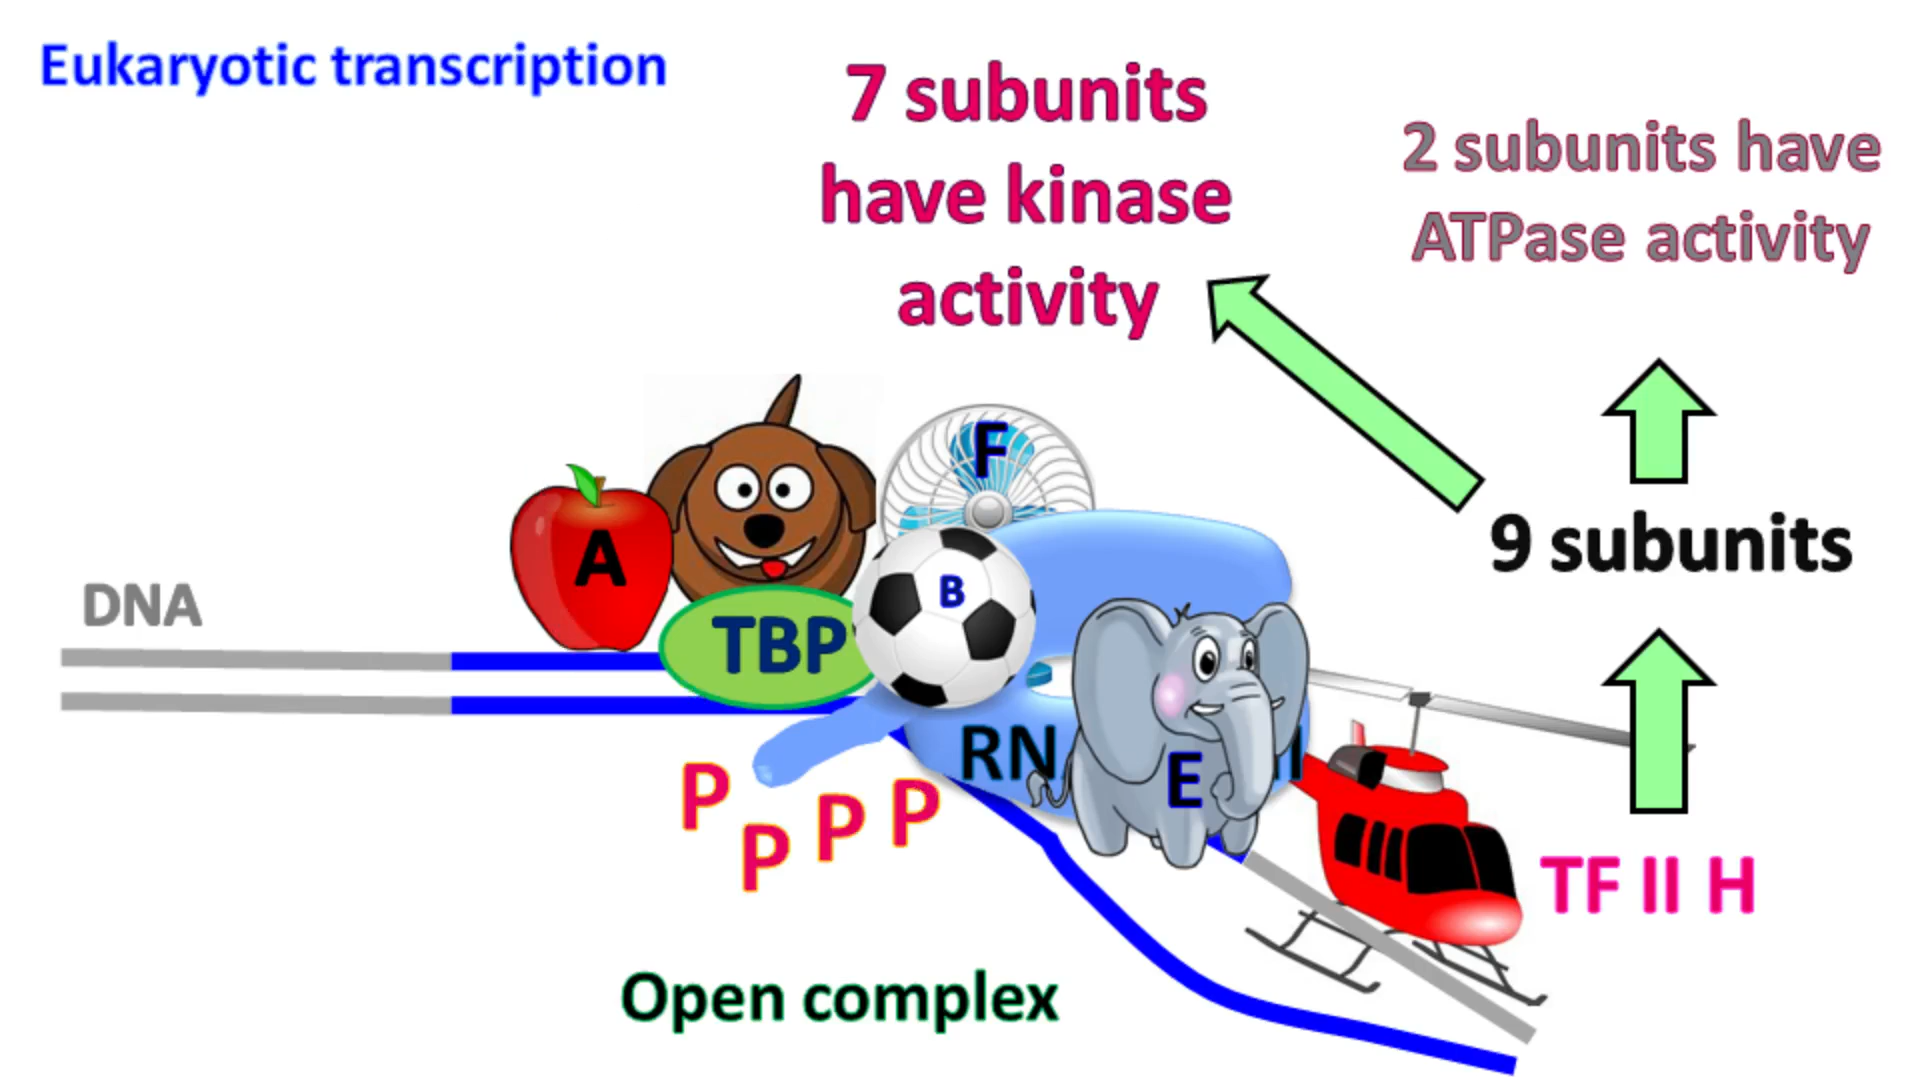 Eukaryotic transcription
7 subunits
have kinase
activity
2 subunits have
ATPase activity
9 subunits
F
A
B
DNA
TBP
RN
I
E
P
P
P
P
TF II H
Open complex